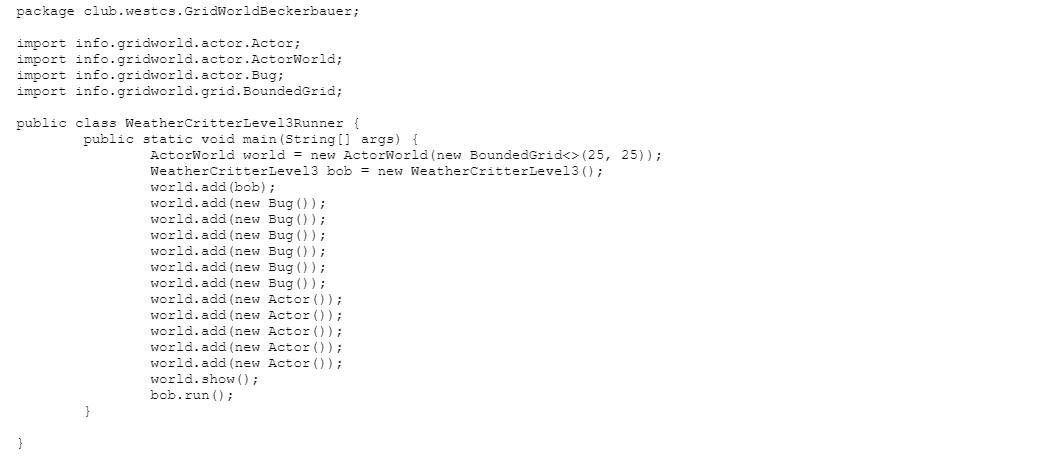 package club.westcs.GridWorldBeckerbauer;

import info.gridworld.actor.Actor;
import info.gridworld.actor.ActorWorld;
import info.gridworld.actor.Bug;
import info.gridworld.grid.BoundedGrid;

public class WeatherCritterLevel3Runner {
        public static void main(String[] args) {
                ActorWorld world = new ActorWorld(new BoundedGrid<>(25, 25));
                WeatherCritterLevel3 bob = new WeatherCritterLevel3();
                world.add(bob);
                world.add(new Bug());
                world.add(new Bug());
                world.add(new Bug());
                world.add(new Bug());
                world.add(new Bug());
                world.add(new Bug());
                world.add(new Actor());
                world.add(new Actor());
                world.add(new Actor());
                world.add(new Actor());
                world.add(new Actor());
                world.show();
                bob.run();
        }

}